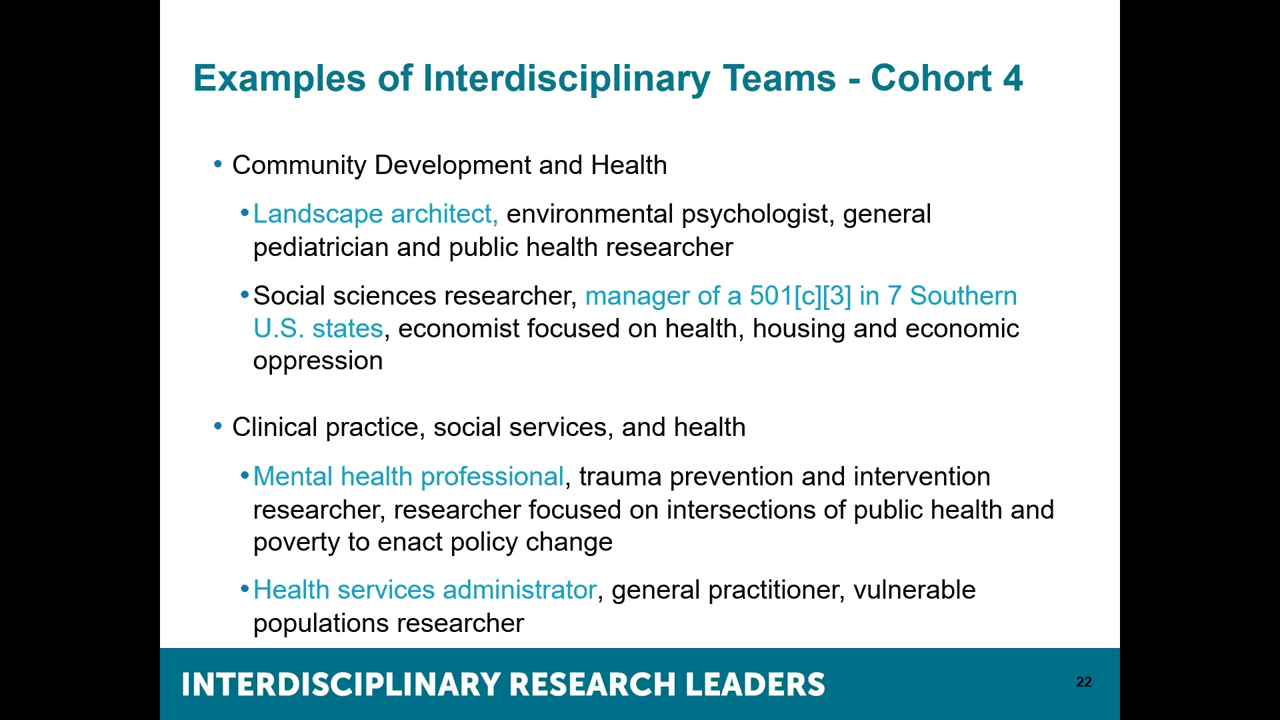 Examples of Interdisciplinary Teams - Cohort 4
• Community Development and Health
•Landscape architect, environmental psychologist, general
pediatrician and public health researcher
•Social sciences researcher, manager of a 501[c][3] in 7 Southern
U.S. states, economist focused on health, housing and economic
oppression
• Clinical practice, social services, and health
•Mental health professional, trauma prevention and intervention
researcher, researcher focused on intersections of public health and
poverty to enact policy change
•Health services administrator, general practitioner, vulnerable
populations researcher
INTERDISCIPLINARY RESEARCH LEADERS
22